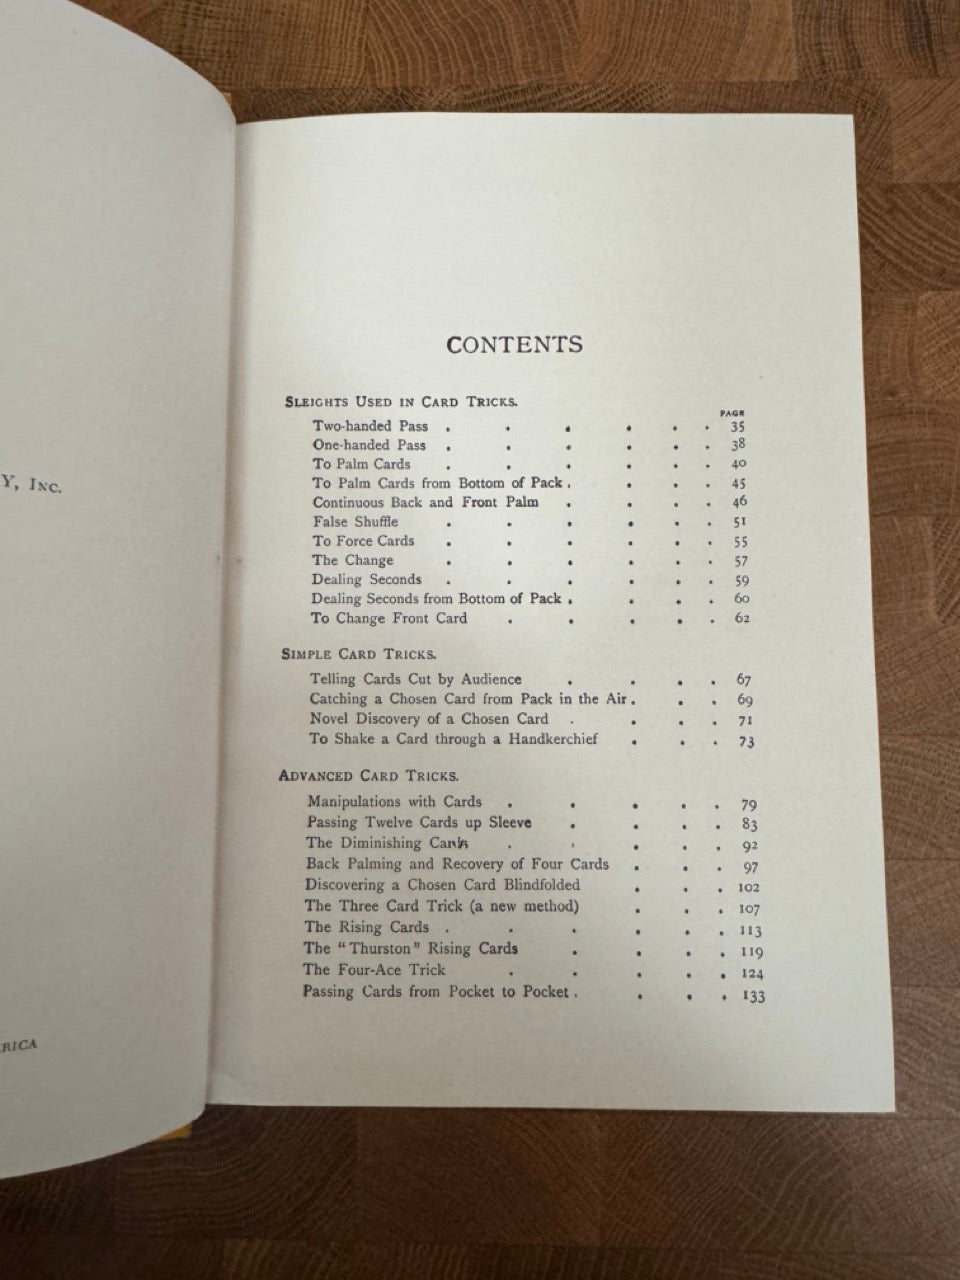 Y, INC.
RICA
CONTENTS
SLEIGHTS USED IN CARD TRICKS.
PAGE
Two-handed Pass . . . . . . 35
One-handed Pass . . . . . . 38
To Palm Cards . . . . . . 40
To Palm Cards from Bottom of Pack . . . . 45
Continuous Back and Front Palm . . . . 46
False Shuffle . . . . . . 51
To Force Cards . . . . . . 55
The Change . . . . . . 57
Dealing Seconds . . . . . . 59
Dealing Seconds from Bottom of Pack . . . . 60
To Change Front Card . . . . . 62
SIMPLE CARD TRICKS.
Telling Cards Cut by Audience . . . . 67
Catching a Chosen Card from Pack in the Air . . . 69
Novel Discovery of a Chosen Card . . . . 71
To Shake a Card through a Handkerchief . . . 73
ADVANCED CARD TRICKS.
Manipulations with Cards . . . . . 79
Passing Twelve Cards up Sleeve . . . . 83
The Diminishing Cards . . . . . 92
Back Palming and Recovery of Four Cards . . . 97
Discovering a Chosen Card Blindfolded . . . 102
The Three Card Trick (a new method) . . . 107
The Rising Cards . . . . . . 113
The "Thurston" Rising Cards . . . . 119
The Four-Ace Trick . . . . . 124
Passing Cards from Pocket to Pocket . . . . 133